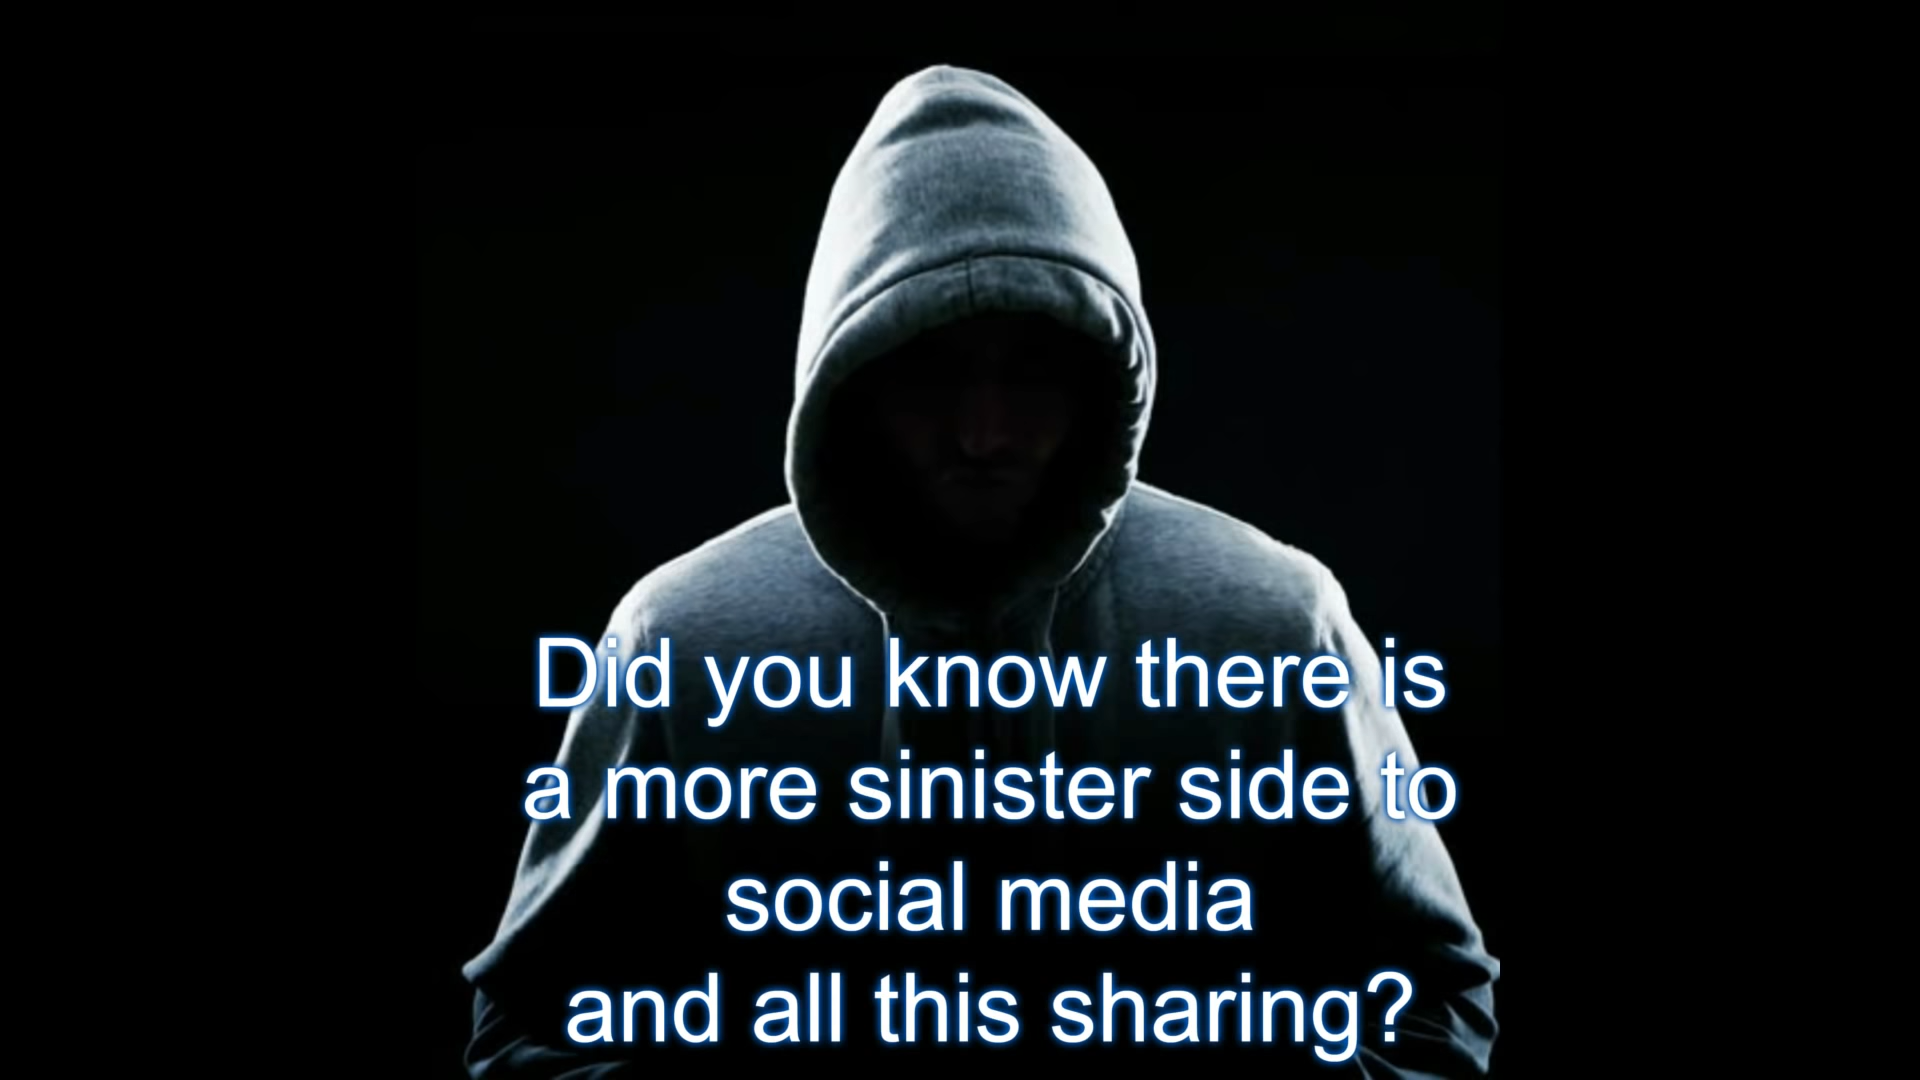 Did you know there is
a more sinister side to
social media
and all this sharing?